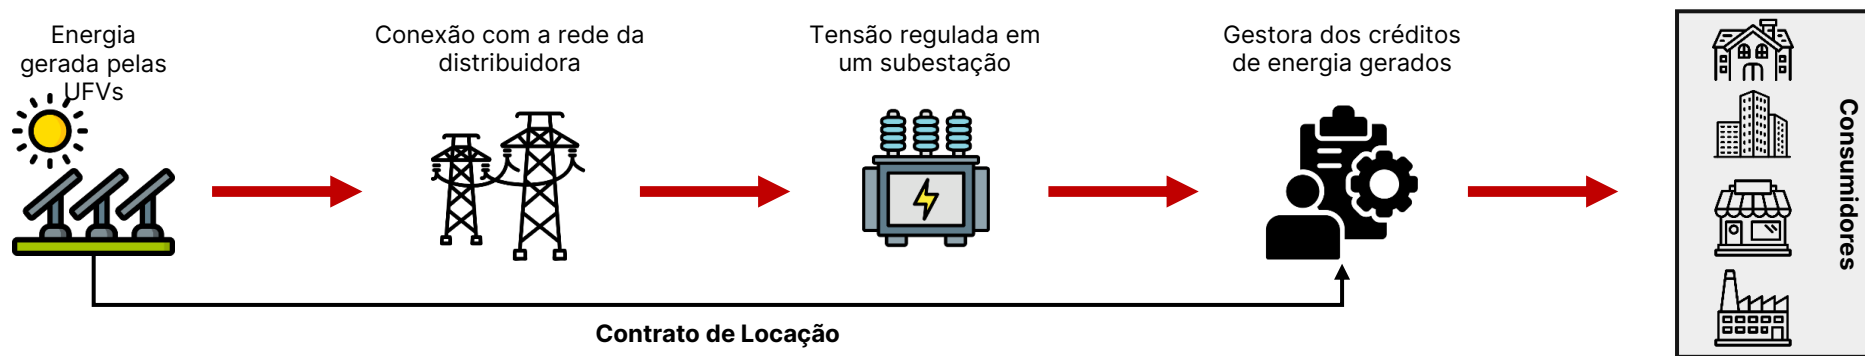 Energia
gerada pelas
UFVs
Conexão com a rede da
distribuidora
Tensão regulada em
um subestação
Gestora dos créditos
de energia gerados
Consumidores
Contrato de Locação